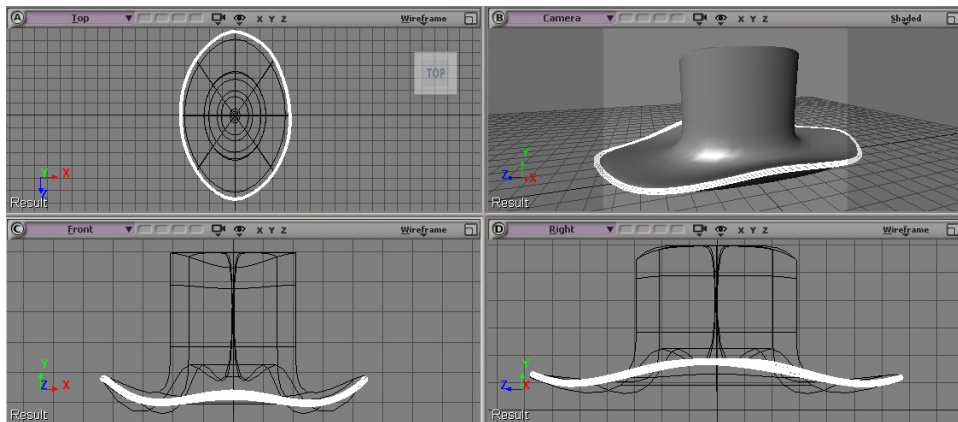 A Top X Y Z Wireframe
TOP
Y
X
Z
Result
B Camera X Y Z Shaded
Y
Z X
Result
C Front X Y Z Wireframe
Y
X
Result
D Right X Y Z Wireframe
Y
Z
Result